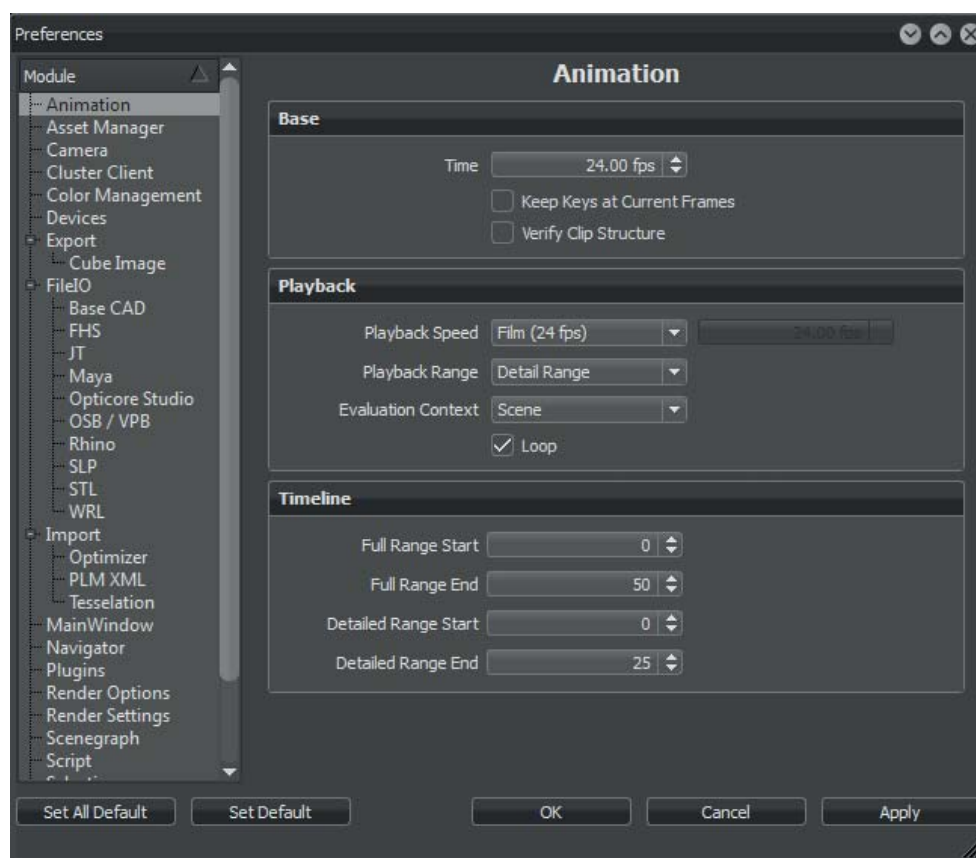 Preferences
Module
Animation
Asset Manager
Camera
Cluster Client
Color Management
Devices
Export
Cube Image
FileIO
Base CAD
FHS
JT
Maya
Opticore Studio
OSB / VPB
Rhino
SLP
STL
WRL
Import
Optimizer
PLM XML
Tesselation
MainWindow
Navigator
Plugins
Render Options
Render Settings
Scenegraph
Script
Animation
Base
Time 24.00 fps
Keep Keys at Current Frames
Verify Clip Structure
Playback
Playback Speed Film (24 fps) 24.00 fps
Playback Range Detail Range
Evaluation Context Scene
Loop
Timeline
Full Range Start 0
Full Range End 50
Detailed Range Start 0
Detailed Range End 25
Set All Default Set Default OK Cancel Apply